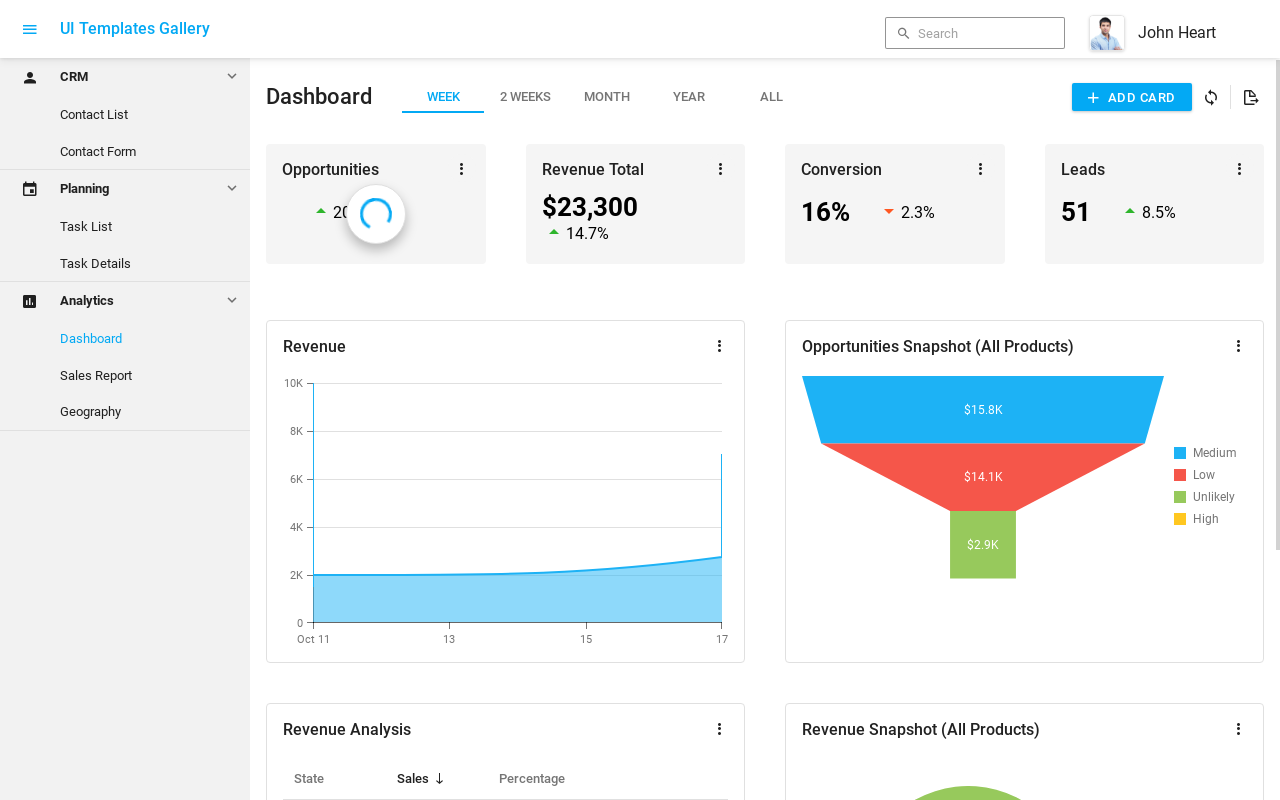 UI Templates Gallery
Search
John Heart
CRM
Contact List
Contact Form
Planning
Task List
Task Details
Analytics
Dashboard
Sales Report
Geography
Dashboard
WEEK
2 WEEKS
MONTH
YEAR
ALL
ADD CARD
Opportunities
Revenue Total
$23,300
14.7%
Conversion
16%
2.3%
Leads
51
8.5%
Revenue
10K
8K
6K
4K
2K
0
Oct 11
13
15
17
Opportunities Snapshot (All Products)
$15.8K
$14.1K
$2.9K
Medium
Low
Unlikely
High
Revenue Analysis
State
Sales
Percentage
Revenue Snapshot (All Products)